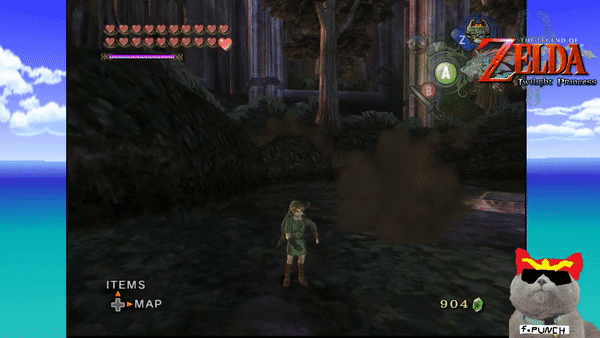 THE LEGEND OF
ZELDA
Twilight Princess
Z
A
B
ITEMS
MAP
904
F.PUNCH